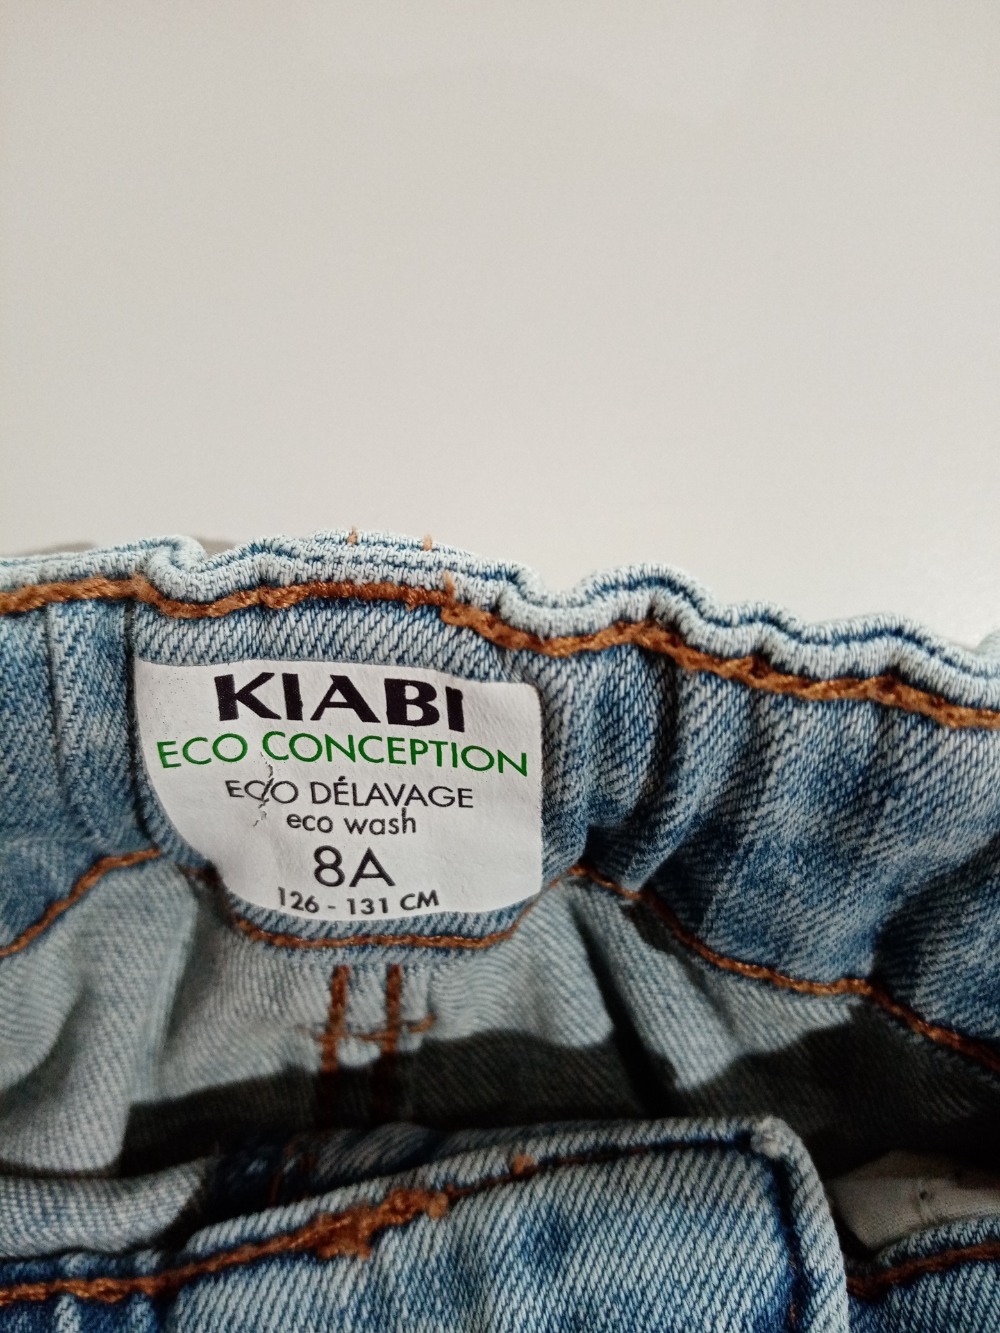 KIABI
ECO CONCEPTION
ECO DÉLAVAGE
eco wash
8A
126 - 131 CM